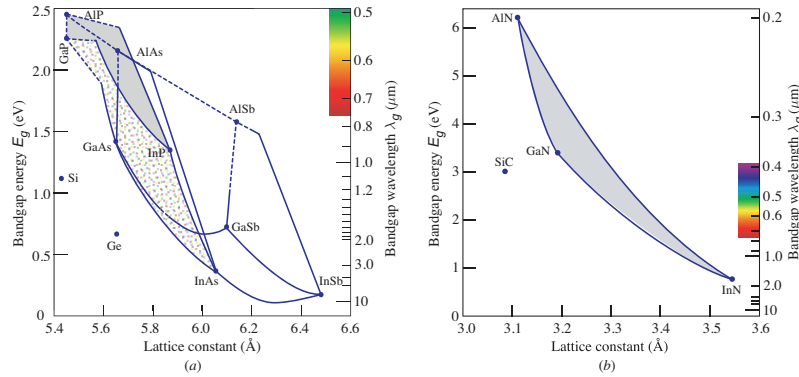 2.5
2.0
1.5
1.0
0.5
0
Bandgap energy Eg (eV)
AlP
GaP
AlAs
AlSb
GaAs
InP
Si
Ge
GaSb
InAs
InSb
5.4 5.6 5.8 6.0 6.2 6.4 6.6
Lattice constant (Å)
(a)
0.5
0.6
0.7
0.8
1.0
1.2
2.0
3.0
10
Bandgap wavelength λg (μm)
6
5
4
3
2
1
0
Bandgap energy Eg (eV)
AlN
SiC
GaN
InN
3.0 3.1 3.2 3.3 3.4 3.5 3.6
Lattice constant (Å)
(b)
0.2
0.3
0.4
0.5
0.6
1.0
2.0
10
Bandgap wavelength λg (μm)